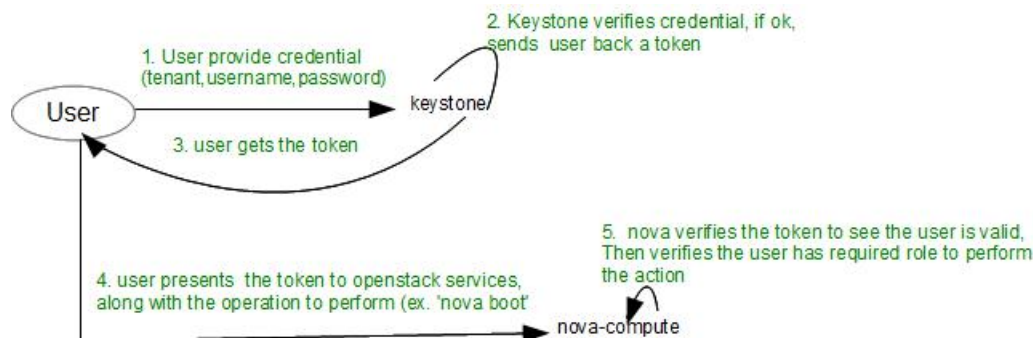 2. Keystone verifies credential, if ok,
sends user back a token
1. User provide credential
(tenant,username,password)
User
keystone
3. user gets the token
5. nova verifies the token to see the user is valid,
Then verifies the user has required role to perform
the action
4. user presents the token to openstack services,
along with the operation to perform (ex. 'nova boot'
nova-compute